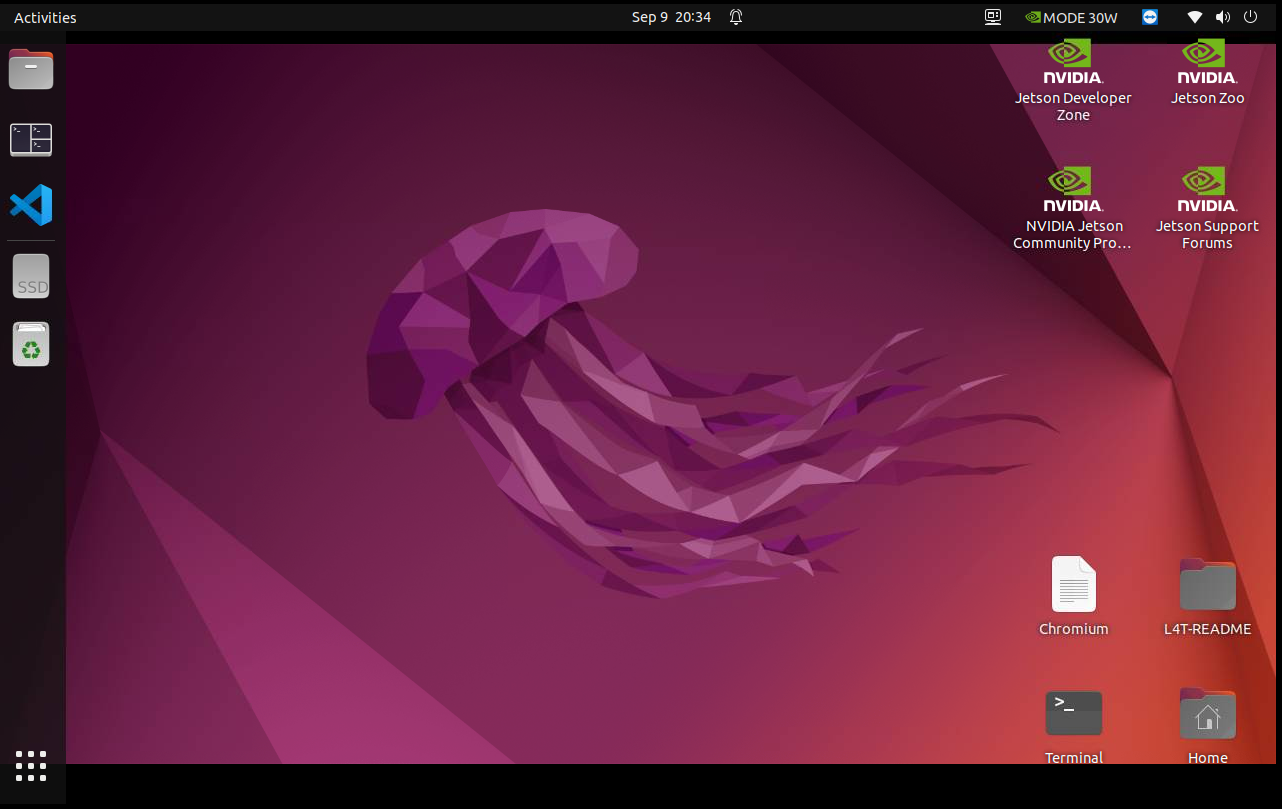 Activities
Sep 9 20:34
MODE 30W
NVIDIA.
Jetson Developer
Zone
NVIDIA.
Jetson Zoo
NVIDIA.
NVIDIA Jetson
Community Pro...
NVIDIA.
Jetson Support
Forums
SSD
Chromium
L4T-README
>_
Terminal
Home